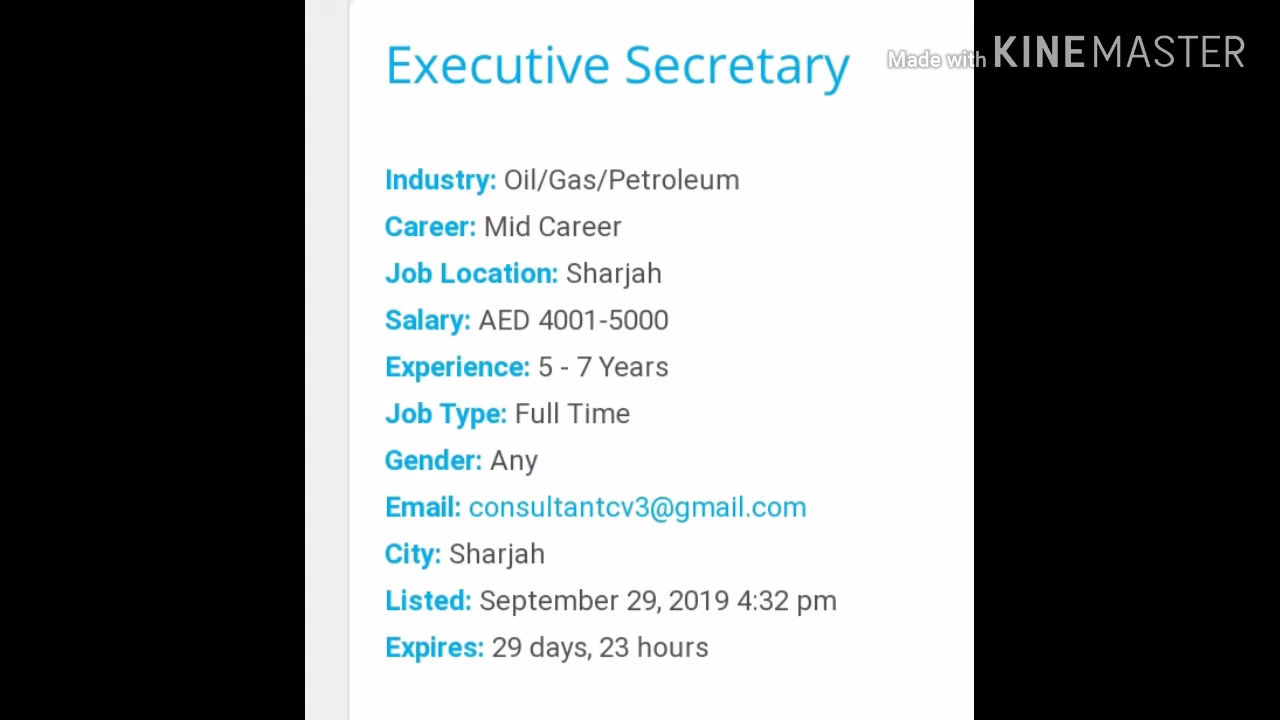 Executive Secretary
Made with KINEMASTER
Industry: Oil/Gas/Petroleum
Career: Mid Career
Job Location: Sharjah
Salary: AED 4001-5000
Experience: 5 - 7 Years
Job Type: Full Time
Gender: Any
Email: consultantcv3@gmail.com
City: Sharjah
Listed: September 29, 2019 4:32 pm
Expires: 29 days, 23 hours